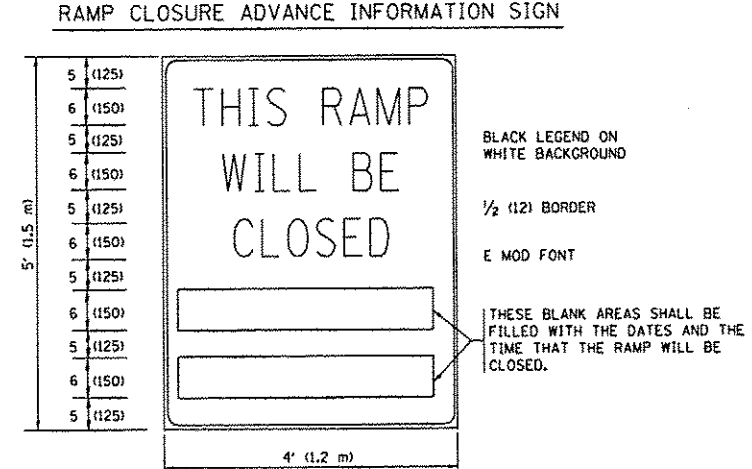 RAMP CLOSURE ADVANCE INFORMATION SIGN
5 (125)
6 (150)
5 (125)
6 (150)
5 (125)
6 (150)
5 (125)
6 (150)
5 (125)
6 (150)
5 (125)
5' (1.5 m)
THIS RAMP
WILL BE
CLOSED
BLACK LEGEND ON
WHITE BACKGROUND
1/2 (12) BORDER
E MOD FONT
THESE BLANK AREAS SHALL BE
FILLED WITH THE DATES AND THE
TIME THAT THE RAMP WILL BE
CLOSED.
4' (1.2 m)